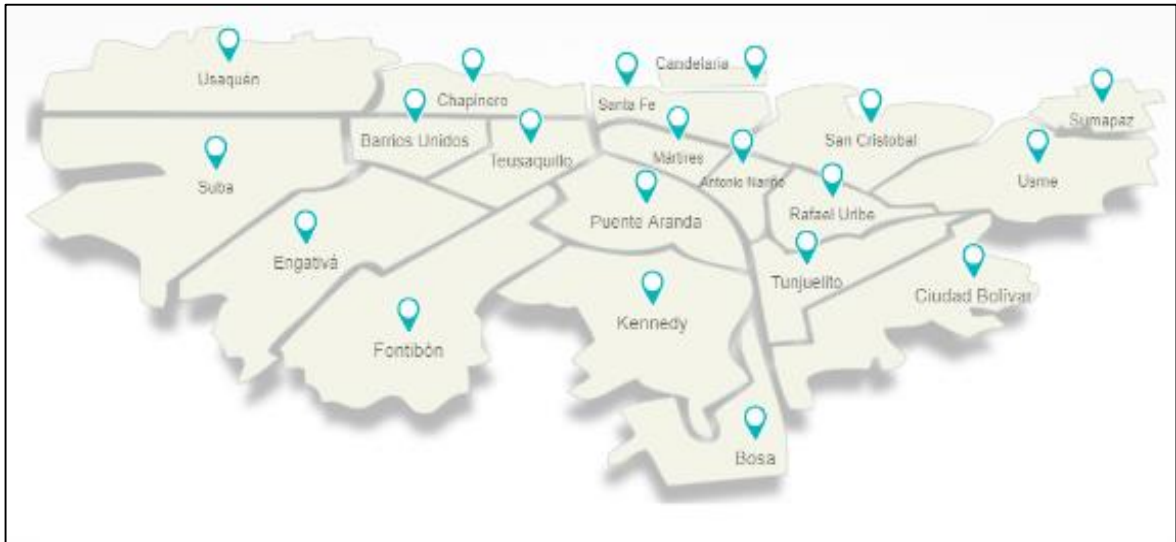 Usaquén
Candelaria
Chapinero
Santa Fe
Sumapaz
Barrios Unidos
San Cristobal
Teusaquillo
Mártires
Antonio Nariño
Usme
Suba
Puente Aranda
Rafael Uribe
Engativá
Tunjuelito
Ciudad Bolívar
Kennedy
Fontibón
Bosa